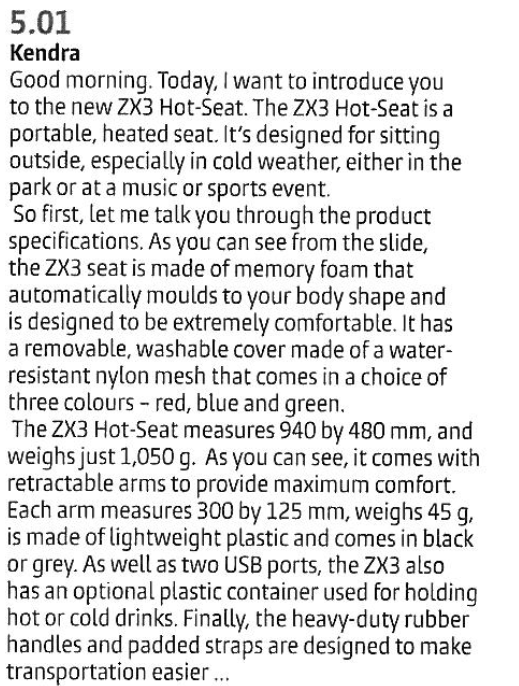 5.01
Kendra
Good morning. Today, I want to introduce you
to the new ZX3 Hot-Seat. The ZX3 Hot-Seat is a
portable, heated seat. It's designed for sitting
outside, especially in cold weather, either in the
park or at a music or sports event.
So first, let me talk you through the product
specifications. As you can see from the slide,
the ZX3 seat is made of memory foam that
automatically moulds to your body shape and
is designed to be extremely comfortable. It has
a removable, washable cover made of a water-
resistant nylon mesh that comes in a choice of
three colours – red, blue and green.
The ZX3 Hot-Seat measures 940 by 480 mm, and
weighs just 1,050 g. As you can see, it comes with
retractable arms to provide maximum comfort.
Each arm measures 300 by 125 mm, weighs 45 g,
is made of lightweight plastic and comes in black
or grey. As well as two USB ports, the ZX3 also
has an optional plastic container used for holding
hot or cold drinks. Finally, the heavy-duty rubber
handles and padded straps are designed to make
transportation easier ...